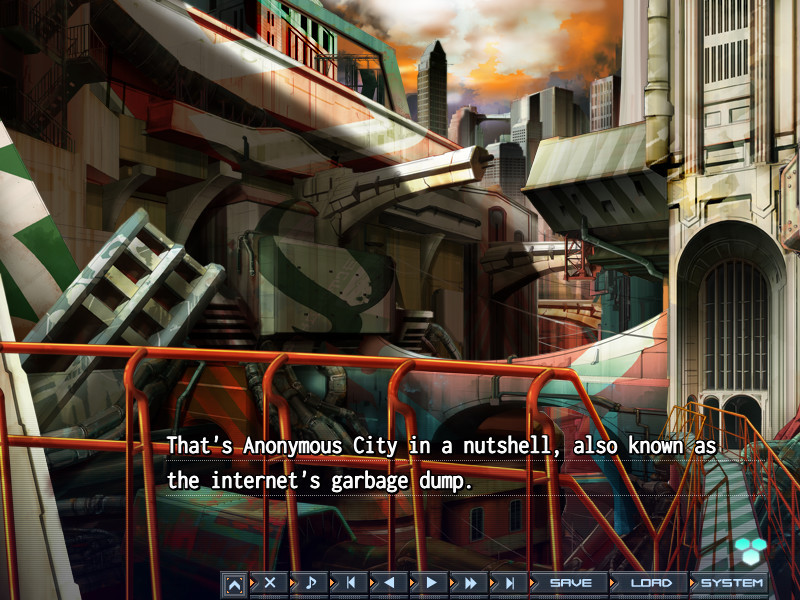 That's Anonymous City in a nutshell, also known as
the internet's garbage dump.
SAVE LOAD SYSTEM